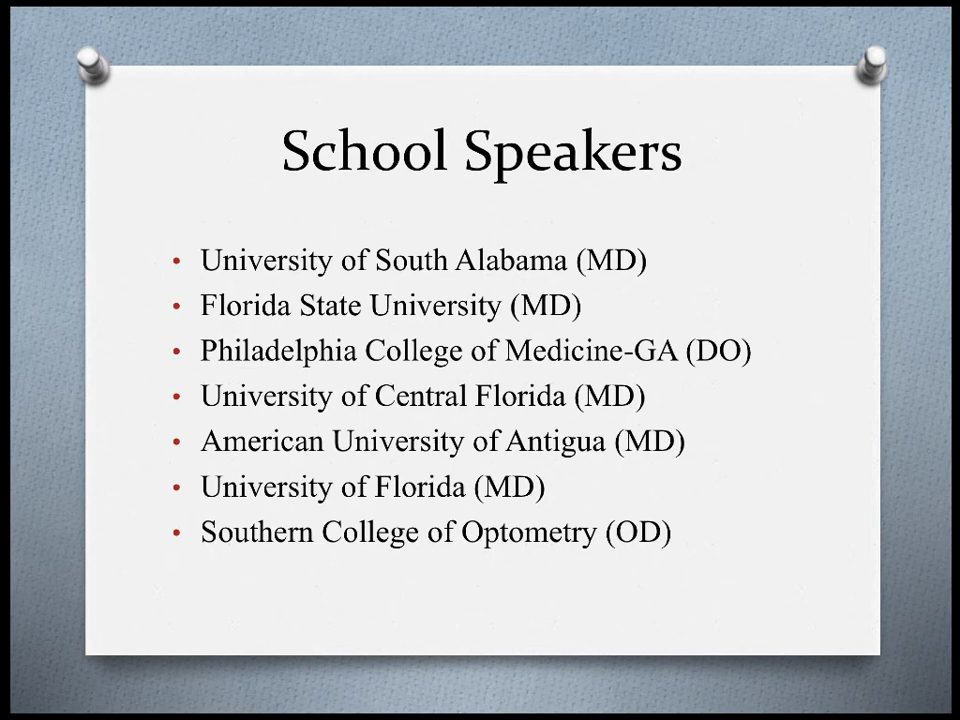 School Speakers
• University of South Alabama (MD)
• Florida State University (MD)
• Philadelphia College of Medicine-GA (DO)
• University of Central Florida (MD)
• American University of Antigua (MD)
• University of Florida (MD)
• Southern College of Optometry (OD)